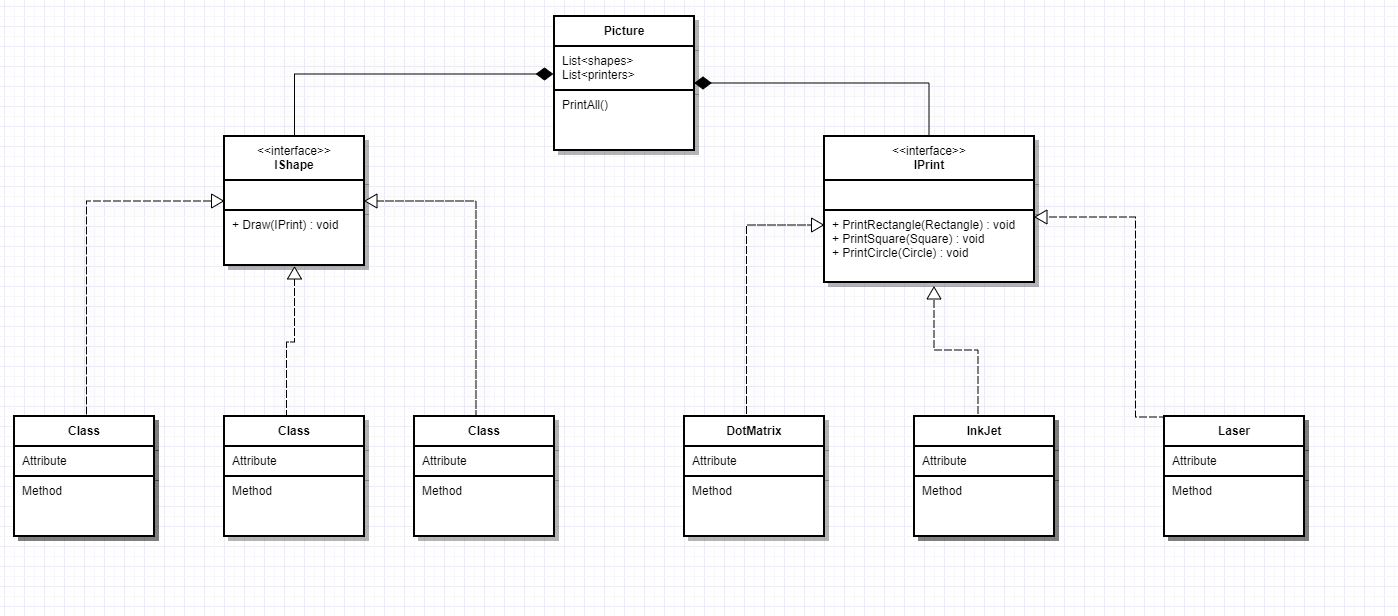 Picture
List<shapes>
List<printers>
PrintAll()
<<interface>>
IShape
+ Draw(IPrint) : void
<<interface>>
IPrint
+ PrintRectangle(Rectangle) : void
+ PrintSquare(Square) : void
+ PrintCircle(Circle) : void
Class
Attribute
Method
Class
Attribute
Method
Class
Attribute
Method
DotMatrix
Attribute
Method
InkJet
Attribute
Method
Laser
Attribute
Method